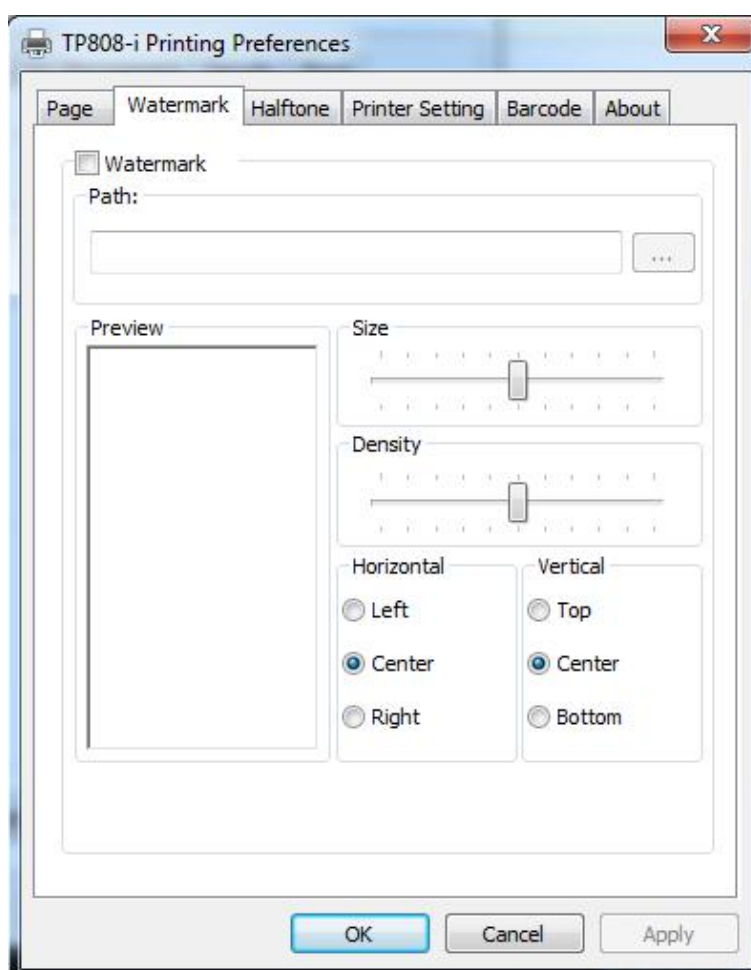 TP808-i Printing Preferences
Page Watermark Halftone Printer Setting Barcode About
Watermark
Path:
...
Preview Size
Density
Horizontal Vertical
Left Top
Center Center
Right Bottom
OK Cancel Apply